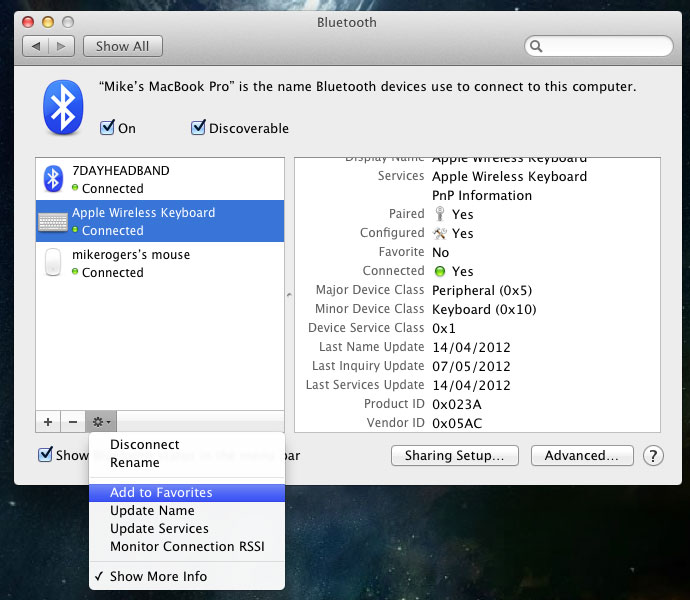 Bluetooth
Show All
“Mike’s MacBook Pro” is the name Bluetooth devices use to connect to this computer.
On
Discoverable
7DAYHEADBAND
Connected
Apple Wireless Keyboard
Connected
mikerogers’s mouse
Connected
Display Name Apple Wireless Keyboard
Services Apple Wireless Keyboard
PnP Information
Paired Yes
Configured Yes
Favorite No
Connected Yes
Major Device Class Peripheral (0x5)
Minor Device Class Keyboard (0x10)
Device Service Class 0x1
Last Name Update 14/04/2012
Last Inquiry Update 07/05/2012
Last Services Update 14/04/2012
Product ID 0x023A
Vendor ID 0x05AC
+ −
Show bar
Sharing Setup... Advanced... ?
Disconnect
Rename
Add to Favorites
Update Name
Update Services
Monitor Connection RSSI
✓ Show More Info